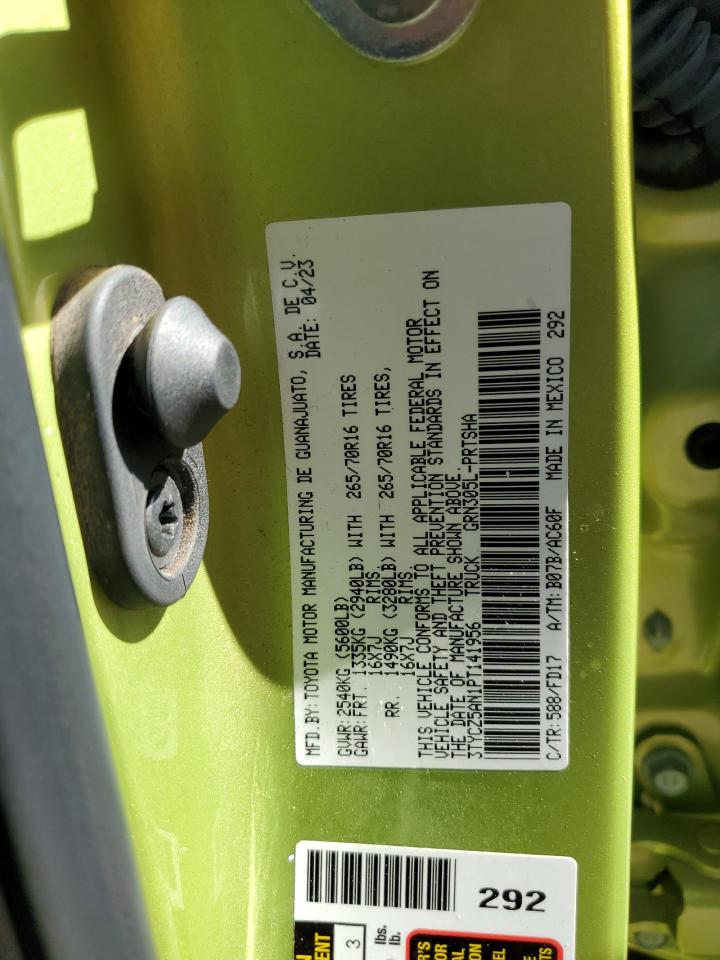 MFD.BY:TOYOTA MOTOR MANUFACTURING DE GUANAJUATO, S.A. DE C.V.
DATE: 04/23
GVWR:2540KG (5600LB)
GAWR:FRT. 1335KG (2940LB) WITH 265/70R16 TIRES
16X7J RIMS.
RR. 1490KG (3280LB) WITH 265/70R16 TIRES,
16X7J RIMS.
THIS VEHICLE CONFORMS TO ALL APPLICABLE FEDERAL MOTOR
VEHICLE SAFETY AND THEFT PREVENTION STANDARDS IN EFFECT ON
THE DATE OF MANUFACTURE SHOWN ABOVE.
3TYCZ5AN1PT141956 TRUCK GRN305L-PRTSHA
C/TR:588/FD17 A/TM:B07B/AC60F MADE IN MEXICO 292
292
3
lbs.
lb.